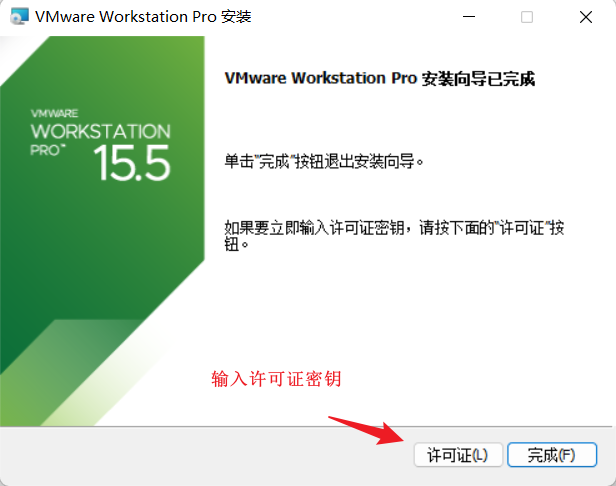 VMware Workstation Pro 安装
VMware Workstation Pro 安装向导已完成
VMWARE
WORKSTATION
PRO™ 15.5
单击"完成"按钮退出安装向导。
如果要立即输入许可证密钥，请按下面的"许可证"按
钮。
输入许可证密钥
许可证(L)
完成(F)